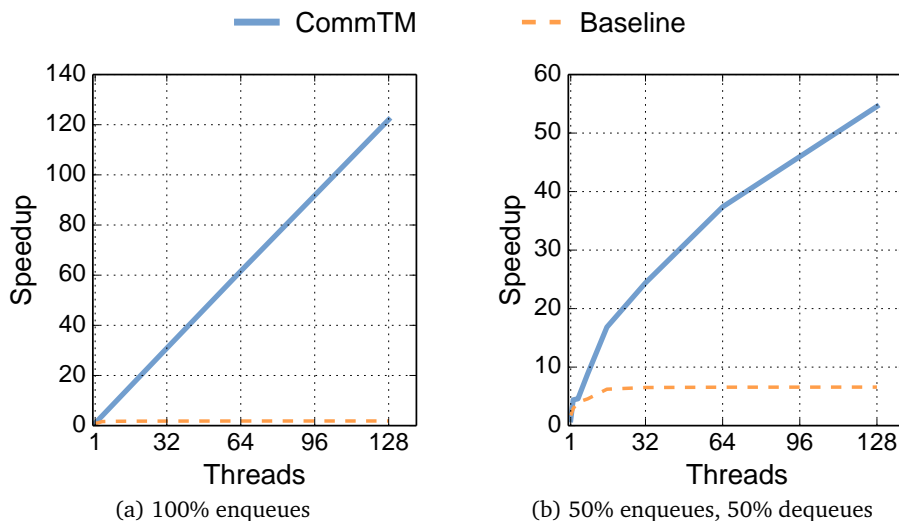 CommTM Baseline
140
120
100
80
60
40
20
0
Speedup
1 32 64 96 128
Threads
(a) 100% enqueues
60
50
40
30
20
10
0
Speedup
1 32 64 96 128
Threads
(b) 50% enqueues, 50% dequeues